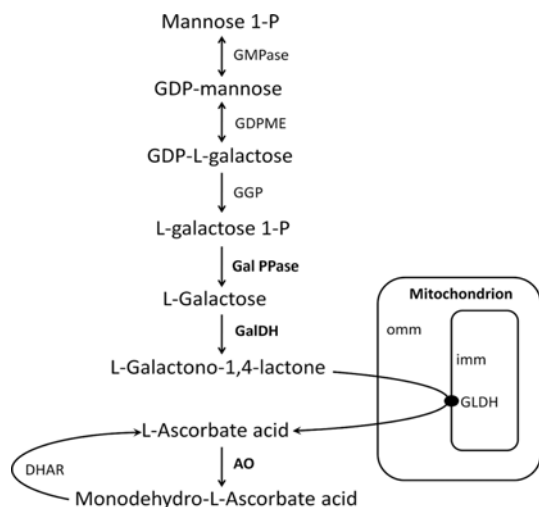 Mannose 1-P
GMPase
GDP-mannose
GDPME
GDP-L-galactose
GGP
L-galactose 1-P
Gal PPase
L-Galactose
GalDH
L-Galactono-1,4-lactone
Mitochondrion
omm
imm
GLDH
L-Ascorbate acid
AO
DHAR
Monodehydro-L-Ascorbate acid